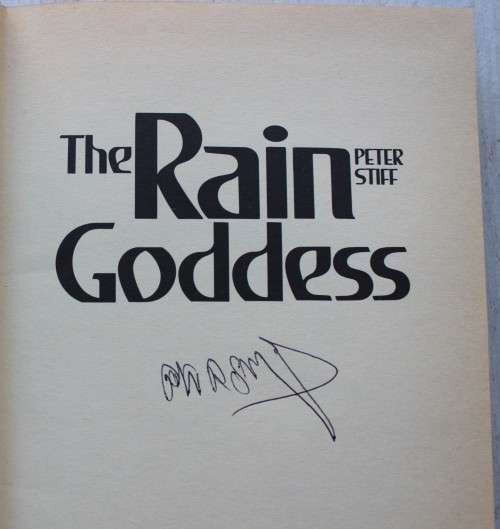 The Rain
PETER
STIFF
Goddess